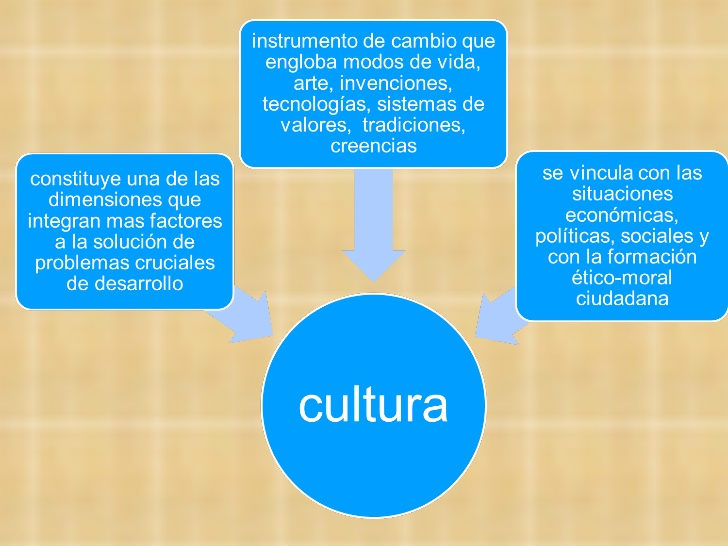 instrumento de cambio que
engloba modos de vida,
arte, invenciones,
tecnologías, sistemas de
valores,  tradiciones,
creencias
constituye una de las
dimensiones que
integran mas factores
a la solución de
problemas cruciales
de desarrollo
se vincula con las
situaciones
económicas,
políticas, sociales y
con la formación
ético-moral
ciudadana
cultura